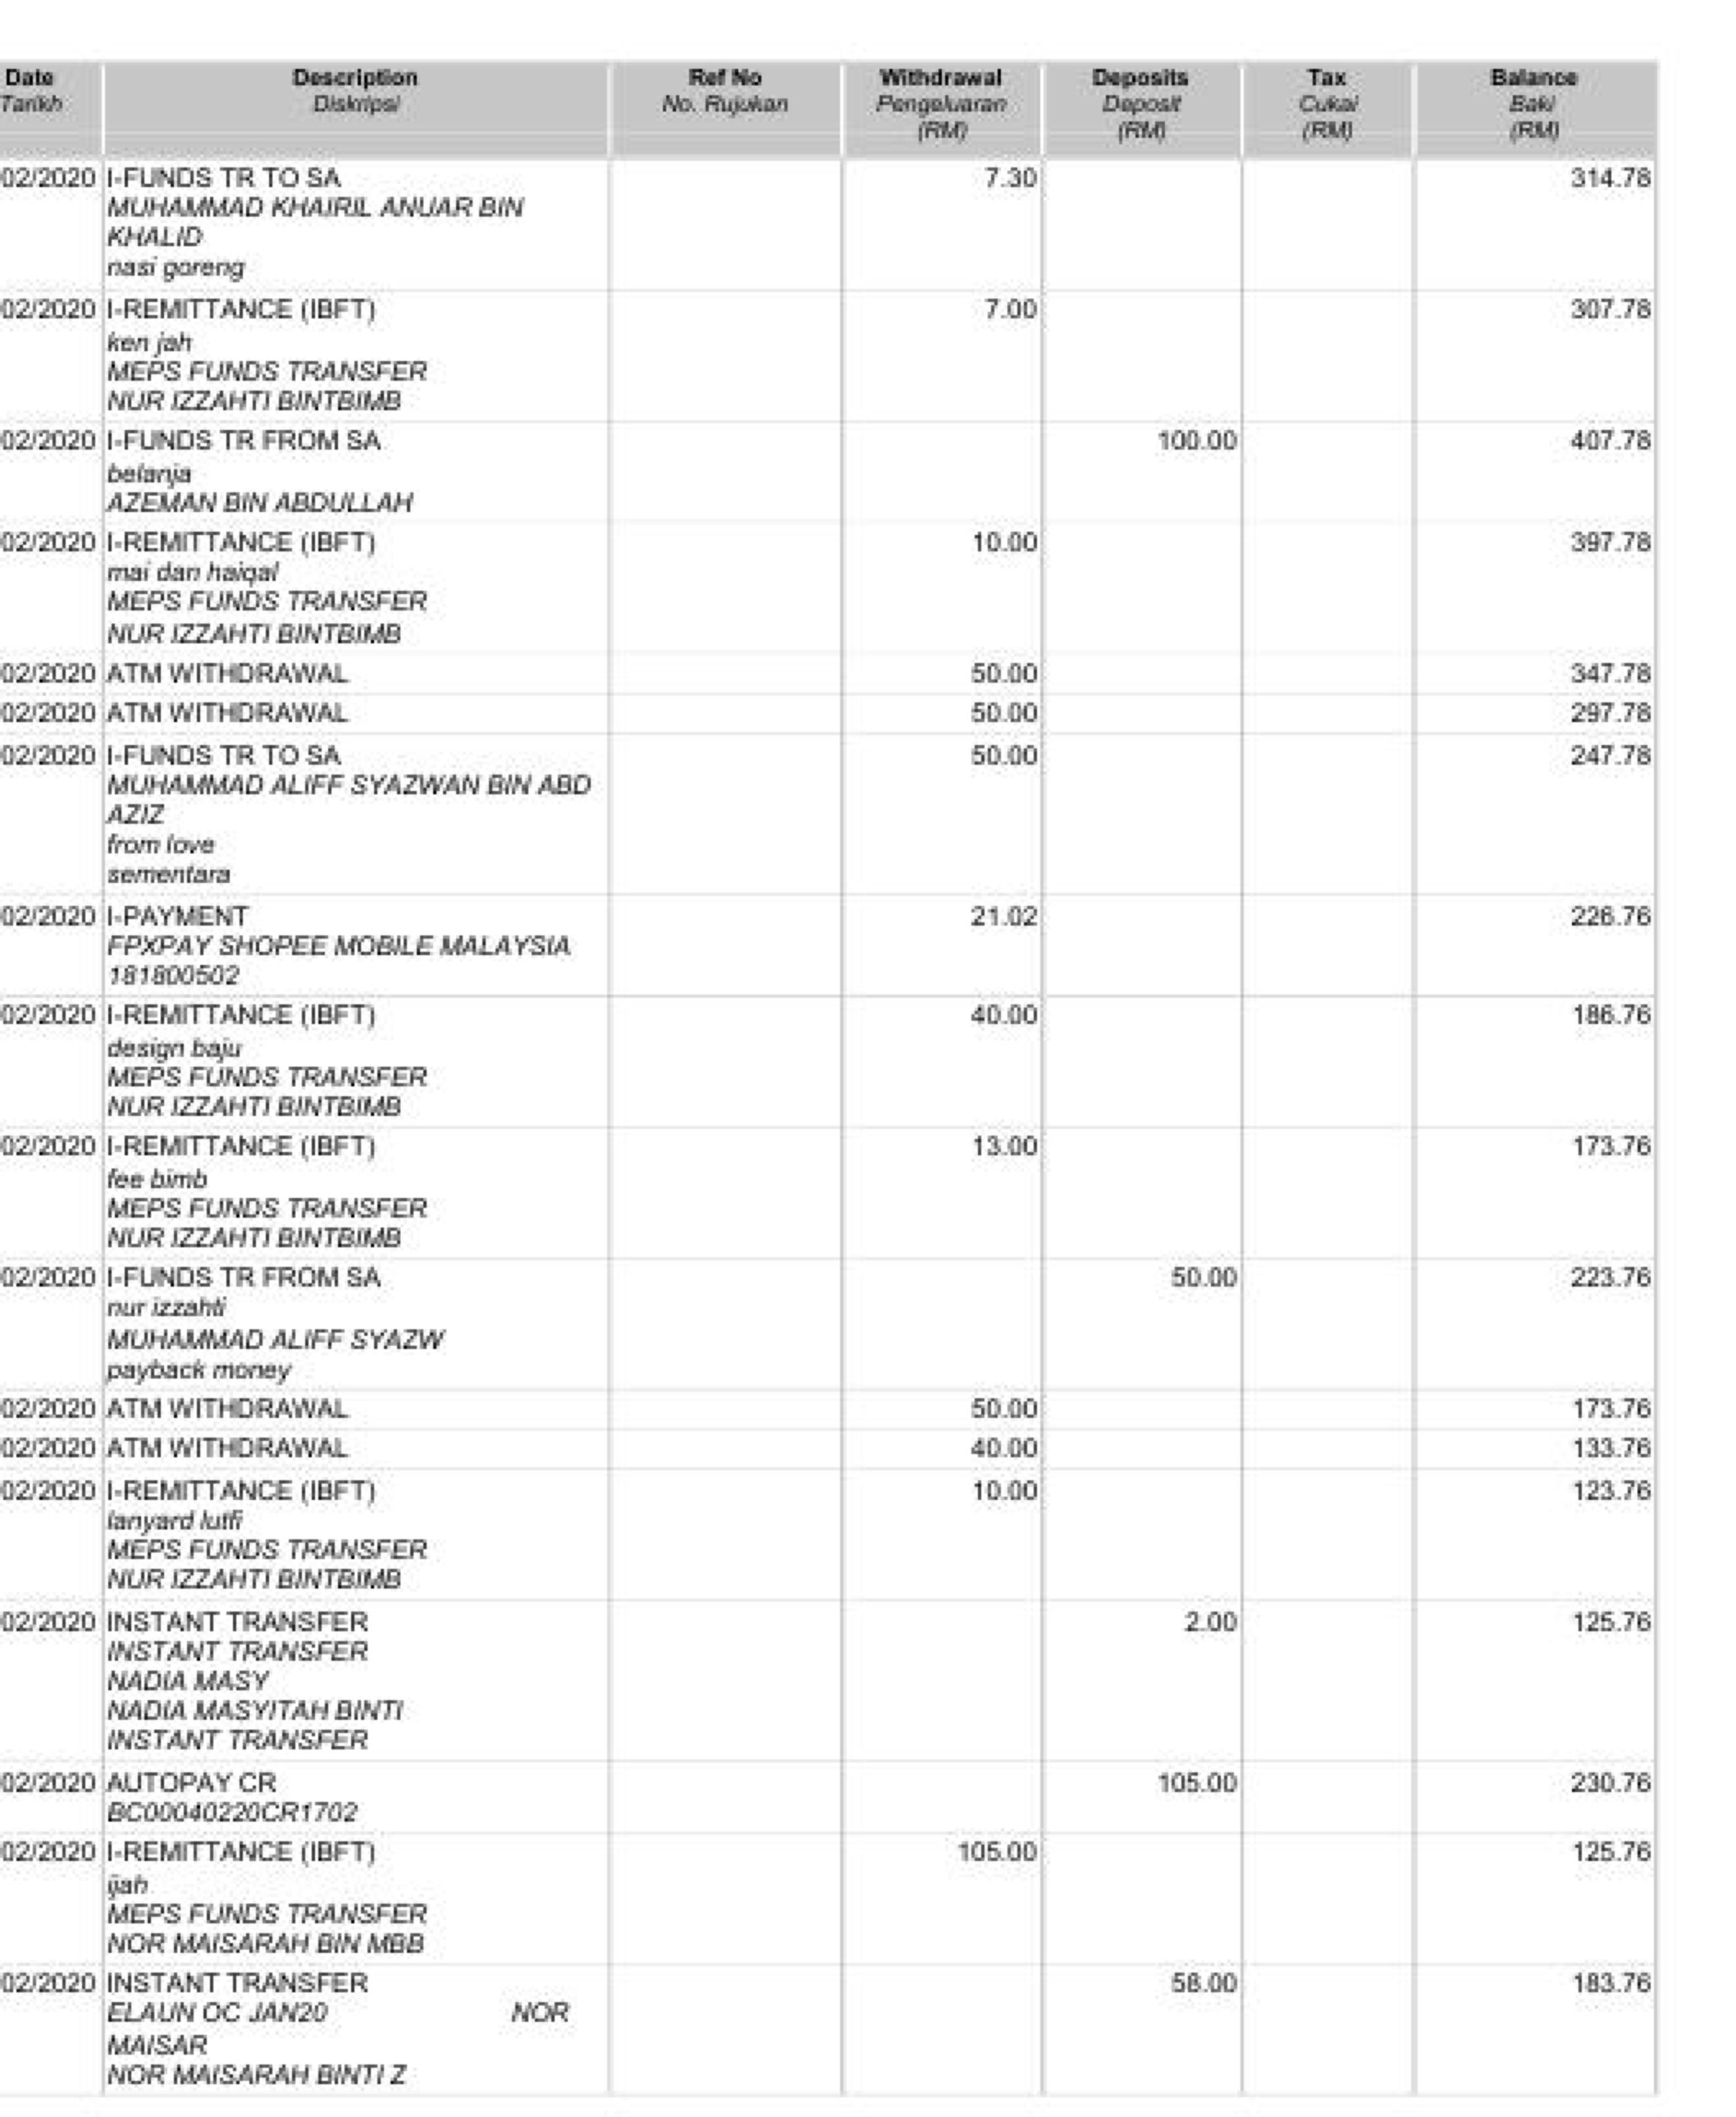 Date Description Ref No Withdrawal Deposits Tax Balance
Tarikh Diskripsi No. Rujukan Pengeluaran Deposit Cukai Baki
(RM) (RM) (RM) (RM)
02/2020 I-FUNDS TR TO SA 7.30 314.78
MUHAMMAD KHAIRIL ANUAR BIN
KHALID
nasi goreng
02/2020 I-REMITTANCE (IBFT) 7.00 307.78
ken jah
MEPS FUNDS TRANSFER
NUR IZZAHTI BINTBIMB
02/2020 I-FUNDS TR FROM SA 100.00 407.78
belanja
AZEMAN BIN ABDULLAH
02/2020 I-REMITTANCE (IBFT) 10.00 397.78
mai dan haiqal
MEPS FUNDS TRANSFER
NUR IZZAHTI BINTBIMB
02/2020 ATM WITHDRAWAL 50.00 347.78
02/2020 ATM WITHDRAWAL 50.00 297.78
02/2020 I-FUNDS TR TO SA 50.00 247.78
MUHAMMAD ALIFF SYAZWAN BIN ABD
AZIZ
from love
sementara
02/2020 I-PAYMENT 21.02 226.76
FPXPAY SHOPEE MOBILE MALAYSIA
181800502
02/2020 I-REMITTANCE (IBFT) 40.00 186.76
design baju
MEPS FUNDS TRANSFER
NUR IZZAHTI BINTBIMB
02/2020 I-REMITTANCE (IBFT) 13.00 173.76
fee bimb
MEPS FUNDS TRANSFER
NUR IZZAHTI BINTBIMB
02/2020 I-FUNDS TR FROM SA 50.00 223.76
nur izzahti
MUHAMMAD ALIFF SYAZW
payback money
02/2020 ATM WITHDRAWAL 50.00 173.76
02/2020 ATM WITHDRAWAL 40.00 133.76
02/2020 I-REMITTANCE (IBFT) 10.00 123.76
lanyard lutfi
MEPS FUNDS TRANSFER
NUR IZZAHTI BINTBIMB
02/2020 INSTANT TRANSFER 2.00 125.76
INSTANT TRANSFER
NADIA MASY
NADIA MASYITAH BINTI
INSTANT TRANSFER
02/2020 AUTOPAY CR 105.00 230.76
BC00040220CR1702
02/2020 I-REMITTANCE (IBFT) 105.00 125.76
ijah
MEPS FUNDS TRANSFER
NOR MAISARAH BIN MBB
02/2020 INSTANT TRANSFER 58.00 183.76
ELAUN OC JAN20 NOR
MAISAR
NOR MAISARAH BINTI Z